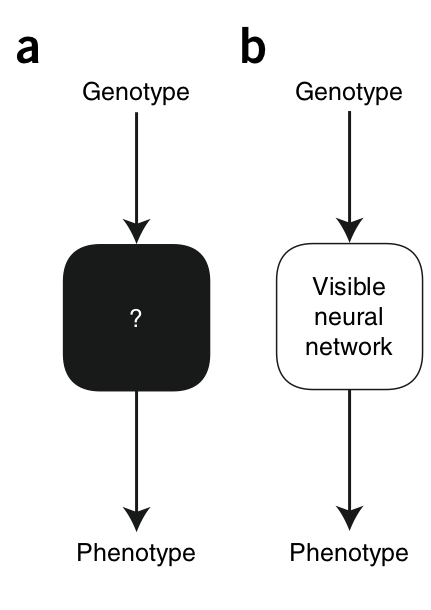 a
Genotype
?
Phenotype
b
Genotype
Visible
neural
network
Phenotype